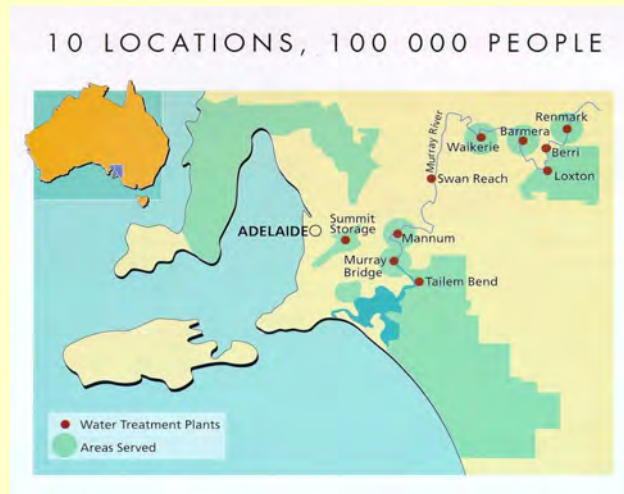 10 LOCATIONS, 100 000 PEOPLE
Renmark
Barmera
Waikerie
Berri
Loxton
Murray River
Swan Reach
Summit
Storage
ADELAIDE
Mannum
Murray
Bridge
Tailem Bend
Water Treatment Plants
Areas Served